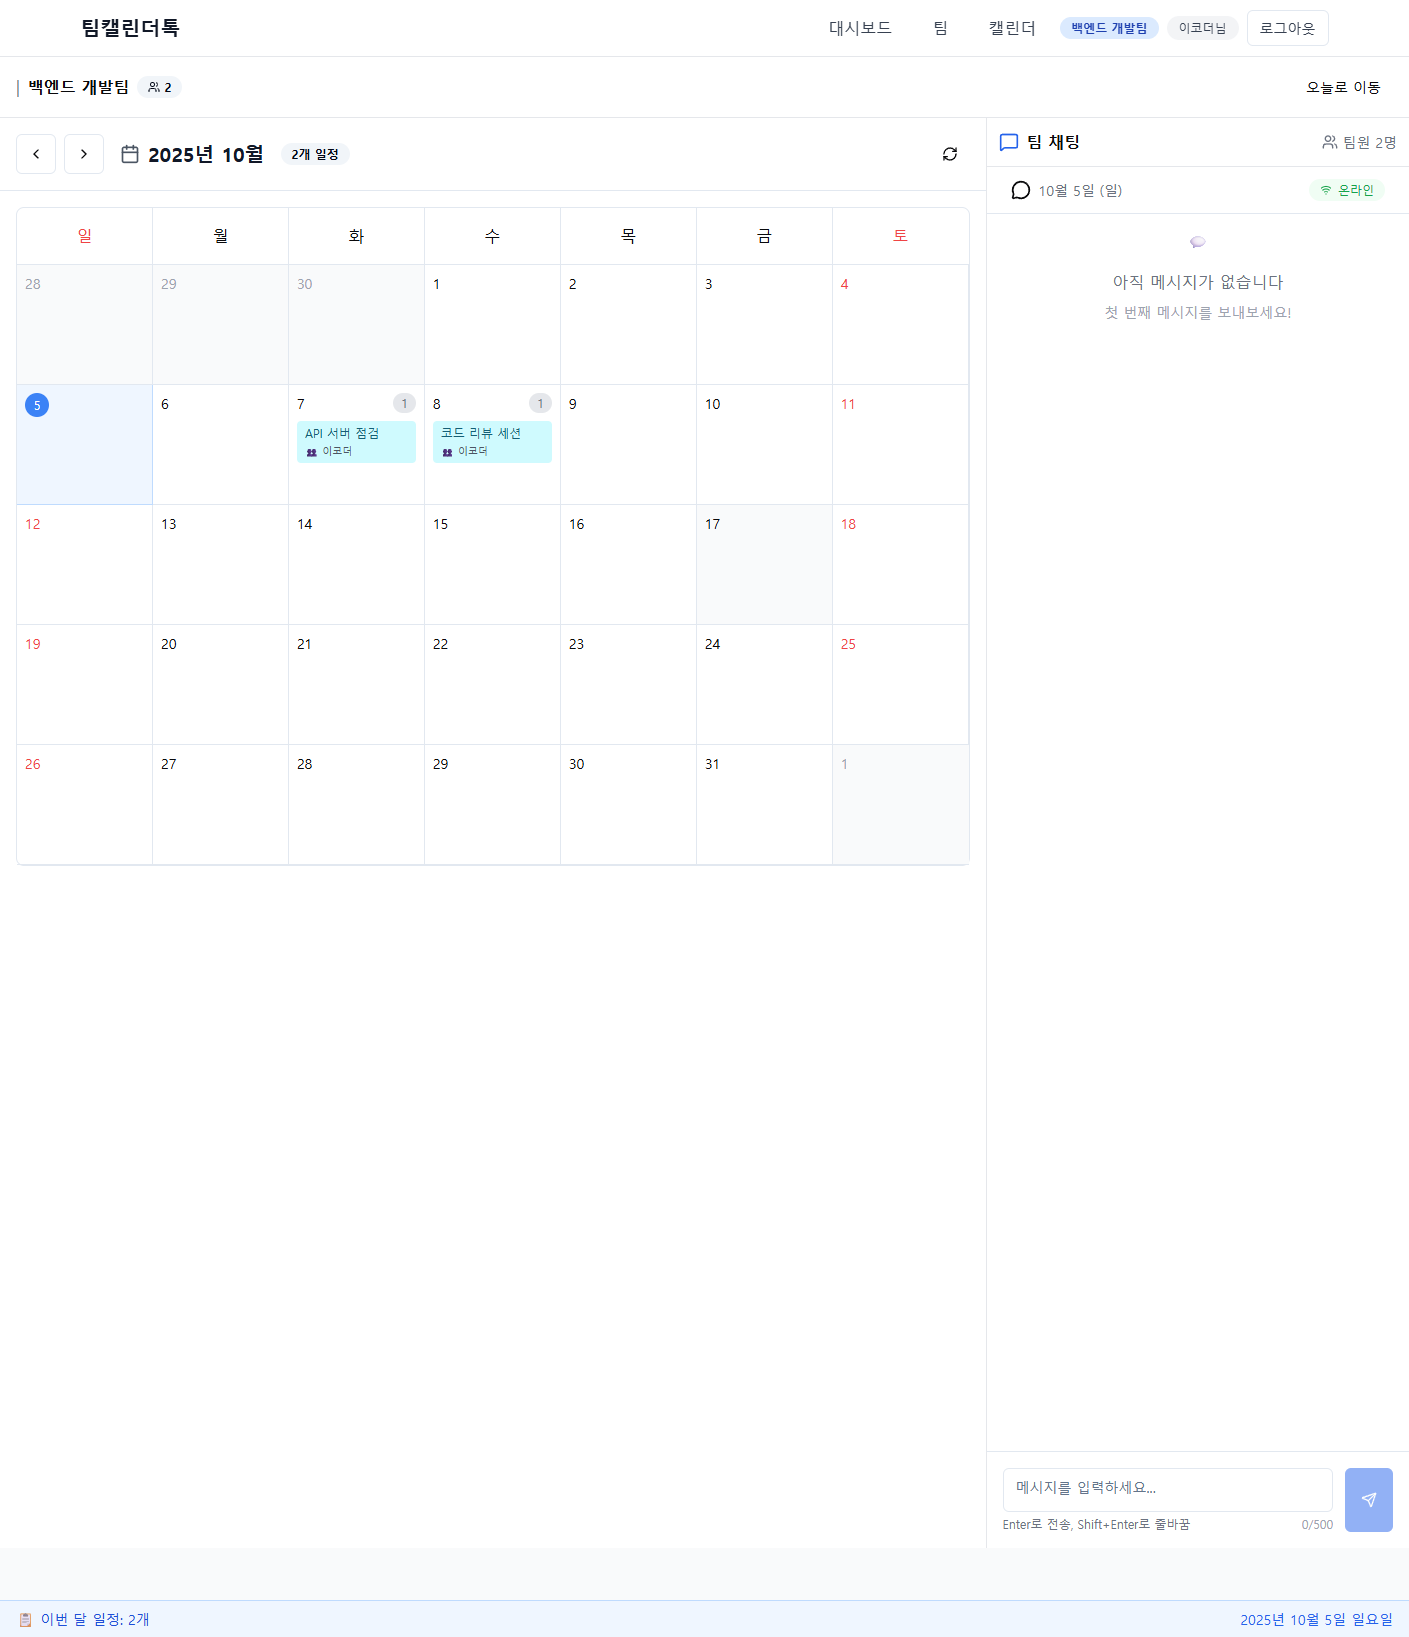 팀캘린더톡
대시보드 팀 캘린더 백엔드 개발팀 이코더님 로그아웃
백엔드 개발팀 2
오늘로 이동
2025년 10월 2개 일정
일 월 화 수 목 금 토
28 29 30 1 2 3 4
5 6 7 1 8 1 9 10 11
API 서버 점검
이코더
코드 리뷰 세션
이코더
12 13 14 15 16 17 18
19 20 21 22 23 24 25
26 27 28 29 30 31 1
팀 채팅
팀원 2명
10월 5일 (일)
온라인
아직 메시지가 없습니다
첫 번째 메시지를 보내보세요!
메시지를 입력하세요...
Enter로 전송, Shift+Enter로 줄바꿈 0/500
이번 달 일정: 2개
2025년 10월 5일 일요일